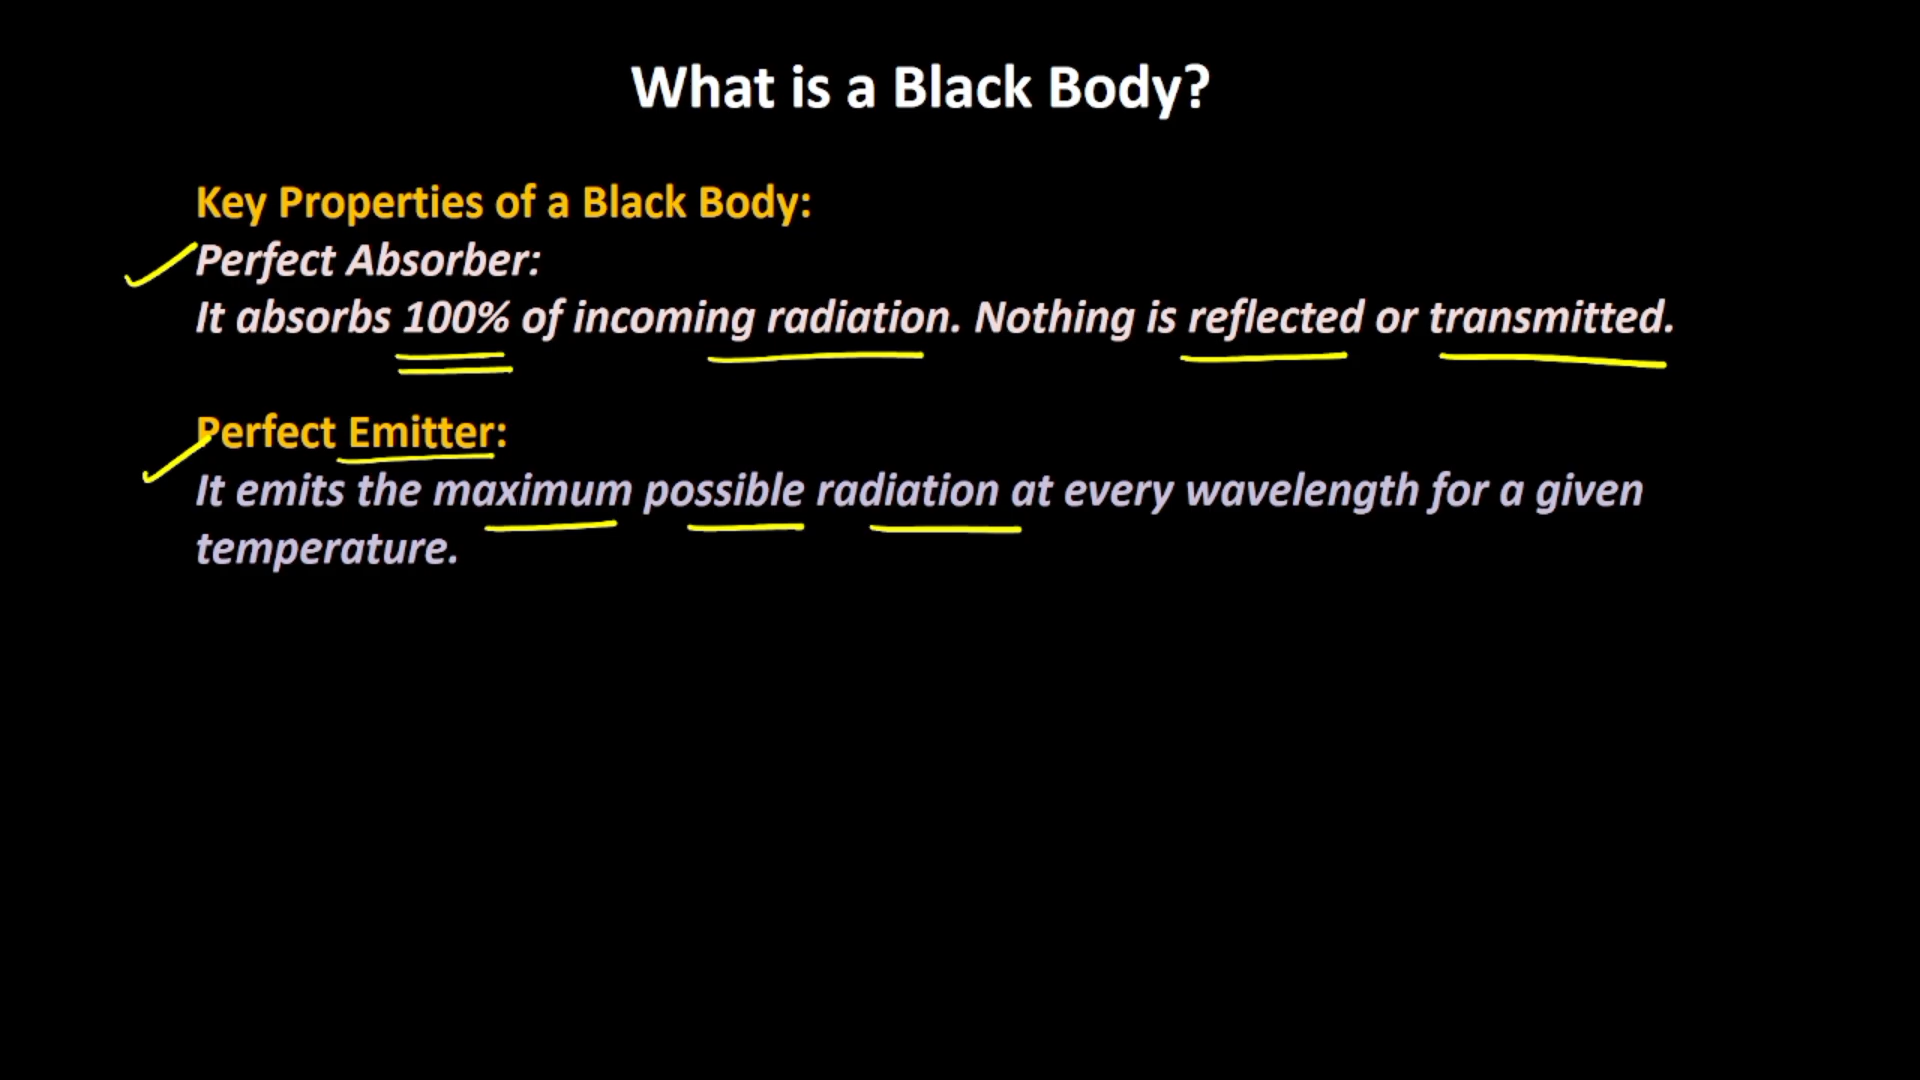 What is a Black Body?
Key Properties of a Black Body:
Perfect Absorber:
It absorbs 100% of incoming radiation. Nothing is reflected or transmitted.
Perfect Emitter:
It emits the maximum possible radiation at every wavelength for a given
temperature.